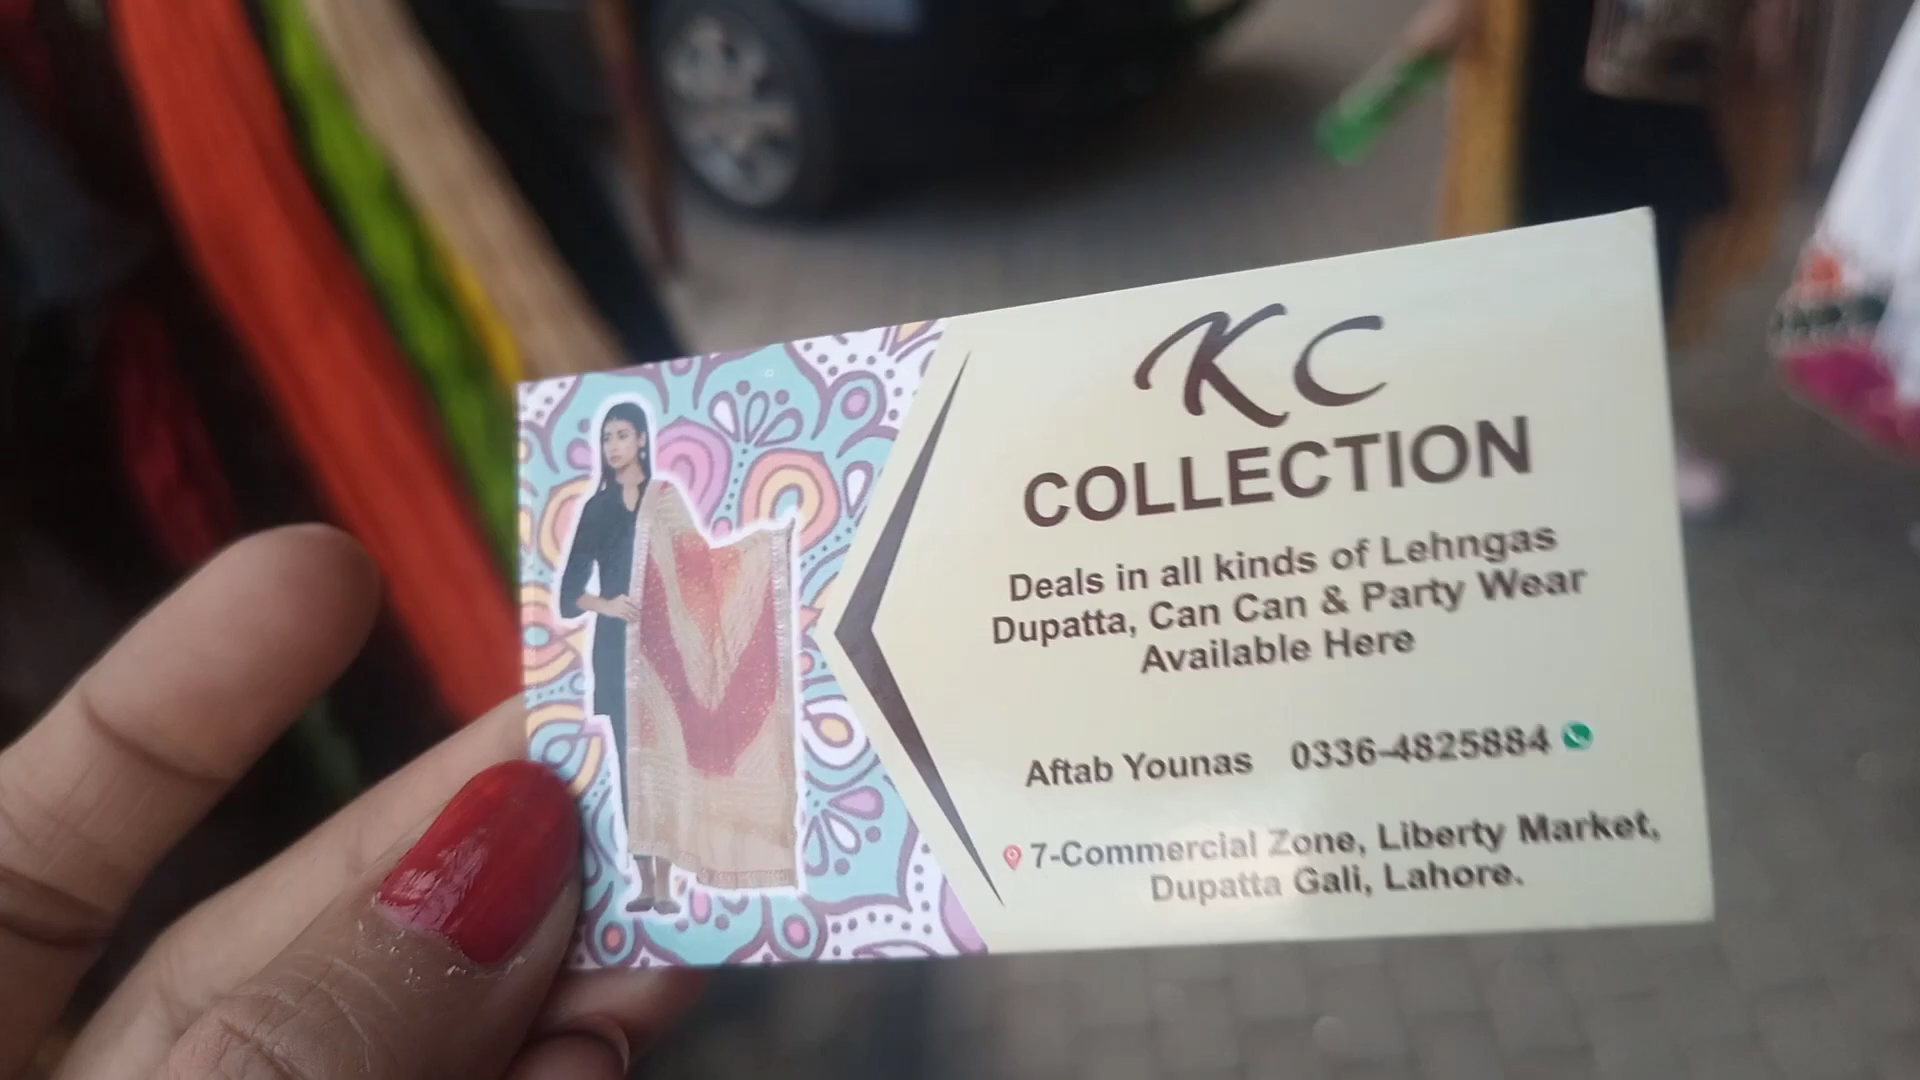 KC
COLLECTION
Deals in all kinds of Lehngas
Dupatta, Can Can & Party Wear
Available Here
Aftab Younas 0336-4825884
7-Commercial Zone, Liberty Market,
Dupatta Gali, Lahore.